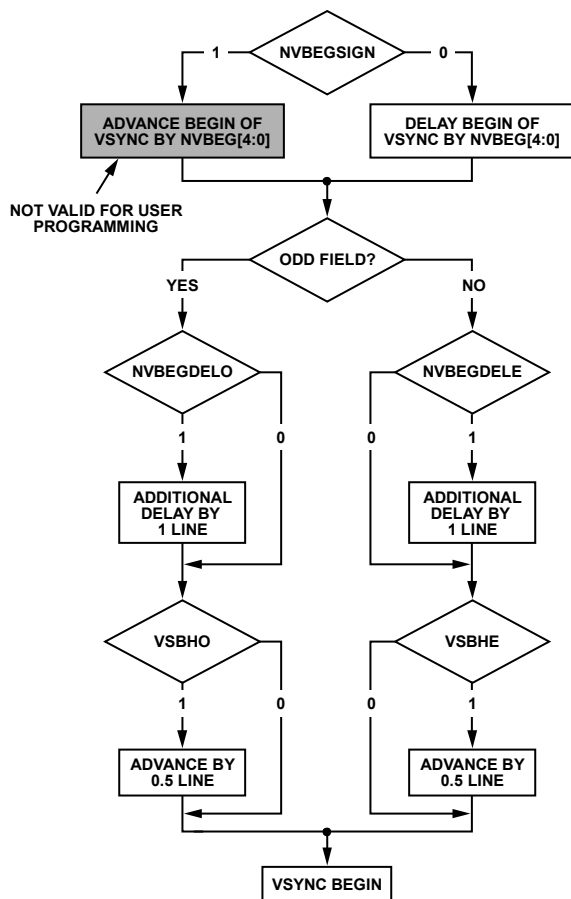 NVBEGSIGN
1
0
ADVANCE BEGIN OF
VSYNC BY NVBEG[4:0]
DELAY BEGIN OF
VSYNC BY NVBEG[4:0]
NOT VALID FOR USER
PROGRAMMING
ODD FIELD?
YES
NO
NVBEGDELO
NVBEGDELE
1
0
0
1
ADDITIONAL
DELAY BY
1 LINE
ADDITIONAL
DELAY BY
1 LINE
VSBHO
VSBHE
1
0
0
1
ADVANCE BY
0.5 LINE
ADVANCE BY
0.5 LINE
VSYNC BEGIN